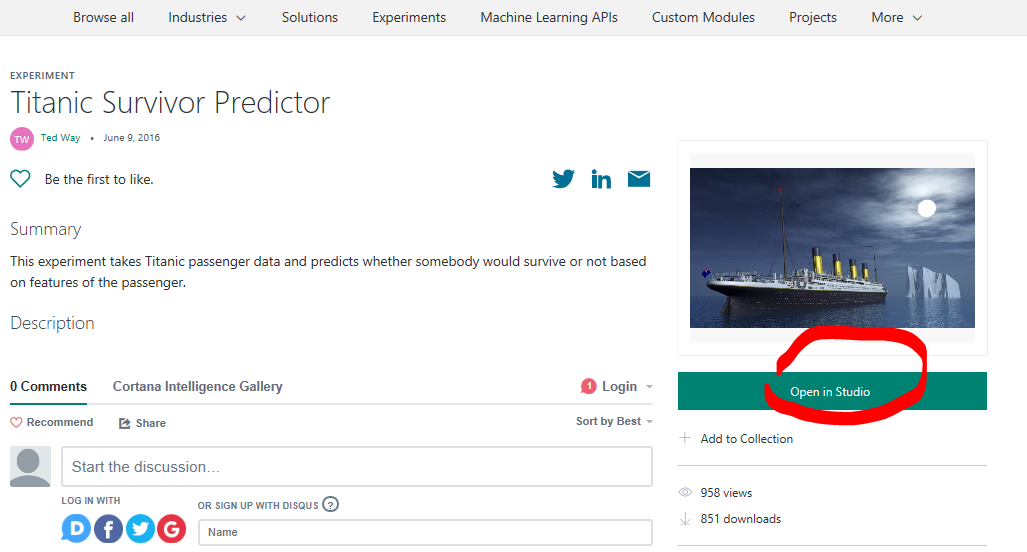 Browse all Industries Solutions Experiments Machine Learning APIs Custom Modules Projects More
EXPERIMENT
Titanic Survivor Predictor
TW Ted Way • June 9, 2016
Be the first to like.
Summary
This experiment takes Titanic passenger data and predicts whether somebody would survive or not based
on features of the passenger.
Description
0 Comments Cortana Intelligence Gallery 1 Login
Recommend Share Sort by Best
Start the discussion...
LOG IN WITH
OR SIGN UP WITH DISQUS ?
D f G
Name
in
Open in Studio
Add to Collection
958 views
851 downloads